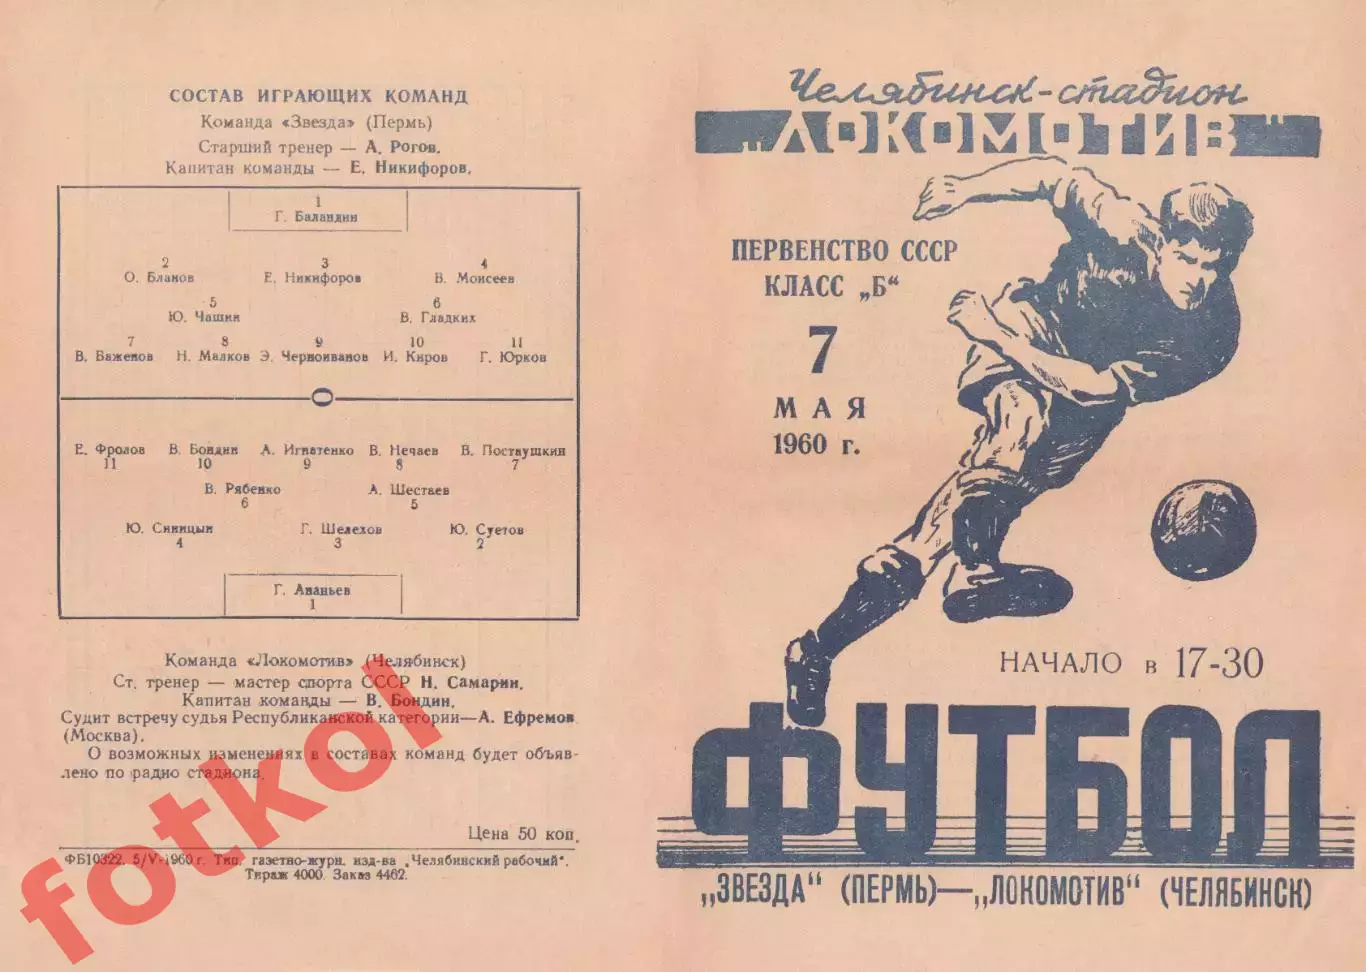 СОСТАВ ИГРАЮЩИХ КОМАНД
Команда «Звезда» (Пермь)
Старший тренер — А. Рогов.
Капитан команды — Е. Никифоров.
1
Г. Баландин
2 3 4
О. Бланов Е. Никифоров В. Моисеев
5 6
Ю. Чашин В. Гладких
7 8 9 10 11
В. Баженов Н. Малков Э. Червоиванов И. Киров Г. Юрков
Е. Фролов В. Бондин А. Игнатенко В. Нечаев В. Поставшкин
11 10 9 8 7
В. Рябенко А. Шестаев
6 5
Ю. Синицын Г. Шелехов Ю. Суетов
4 3 2
Г. Ананьев
1
Команда «Локомотив» (Челябинск)
Ст. тренер — мастер спорта СССР Н. Самарин.
Капитан команды — В. Бондин.
Судит встречу судья Республиканской категории—А. Ефремов
(Москва).
О возможных изменениях в составах команд будет объяв-
лено по радио стадиона.
Цена 50 коп.
ФБ10322. 5/V-1960 г. Тип. газетно-журн. изд-ва „Челябинский рабочий".
Тираж 4000. Заказ 4462.
fotkol
Челябинск-стадион
„ЛОКОМОТИВ"
ПЕРВЕНСТВО СССР
КЛАСС „Б"
7
МАЯ
1960 г.
НАЧАЛО в 17-30
ФУТБОЛ
„ЗВЕЗДА" (ПЕРМЬ)—„ЛОКОМОТИВ" (ЧЕЛЯБИНСК)